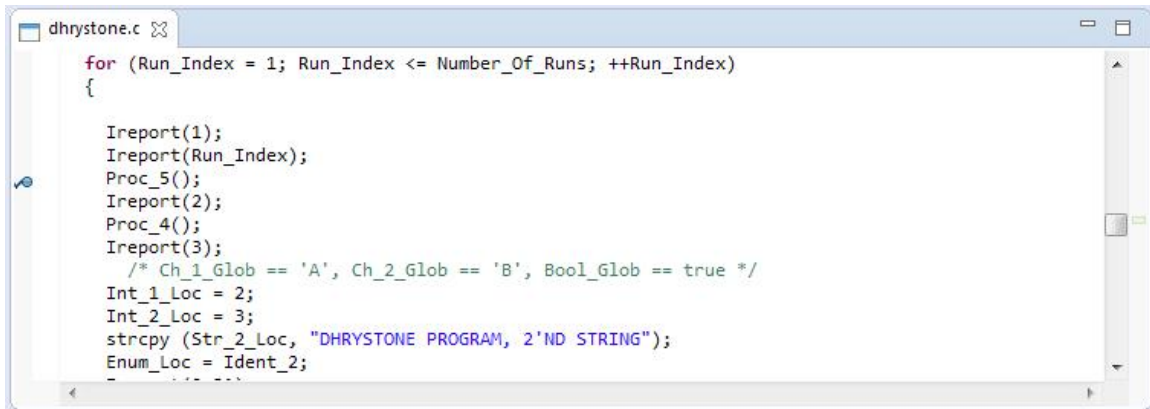 dhrystone.c
for (Run_Index = 1; Run_Index <= Number_Of_Runs; ++Run_Index)
{
Ireport(1);
Ireport(Run_Index);
Proc_5();
Ireport(2);
Proc_4();
Ireport(3);
/* Ch_1_Glob == 'A', Ch_2_Glob == 'B', Bool_Glob == true */
Int_1_Loc = 2;
Int_2_Loc = 3;
strcpy (Str_2_Loc, "DHRYSTONE PROGRAM, 2'ND STRING");
Enum_Loc = Ident_2;